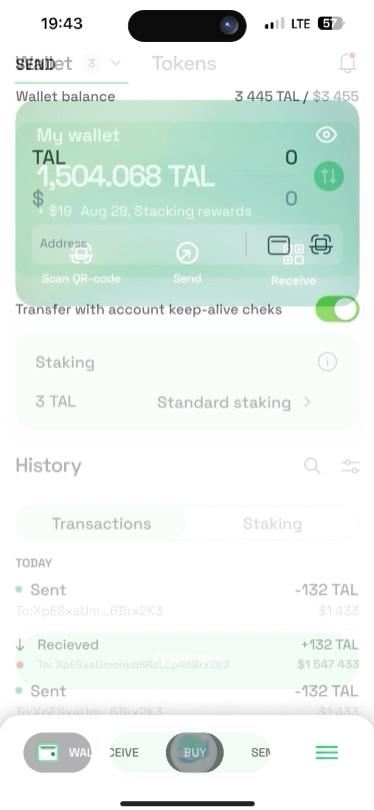 19:43
LTE 57
Wallet 3 Tokens
SEND
Wallet balance 3 445 TAL / $3 455
My wallet
TAL 0
1,504.068 TAL
$ 0
+ $19 Aug 29, Stacking rewards
Address
Scan QR-code Send Receive
Transfer with account keep-alive cheks
Staking
3 TAL Standard staking
History
Transactions Staking
TODAY
Sent -132 TAL
To:XpESxaUm...6Brx2K3 $1 433
Recieved +132 TAL
To: XpESxaUmonkq8RaLLp46Brx2K3 $1 547 433
Sent -132 TAL
To:XpESxaUm...6Brx2K3 $1 433
WAL CEIVE BUY SEN